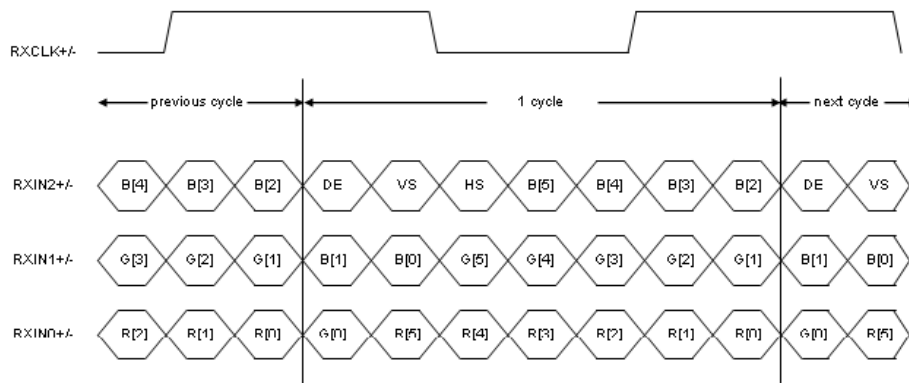 RXCLK+/-
previous cycle 1 cycle next cycle
RXIN2+/- B[4] B[3] B[2] DE VS HS B[5] B[4] B[3] B[2] DE VS
RXIN1+/- G[3] G[2] G[1] B[1] B[0] G[5] G[4] G[3] G[2] G[1] B[1] B[0]
RXIN0+/- R[2] R[1] R[0] G[0] R[5] R[4] R[3] R[2] R[1] R[0] G[0] R[5]